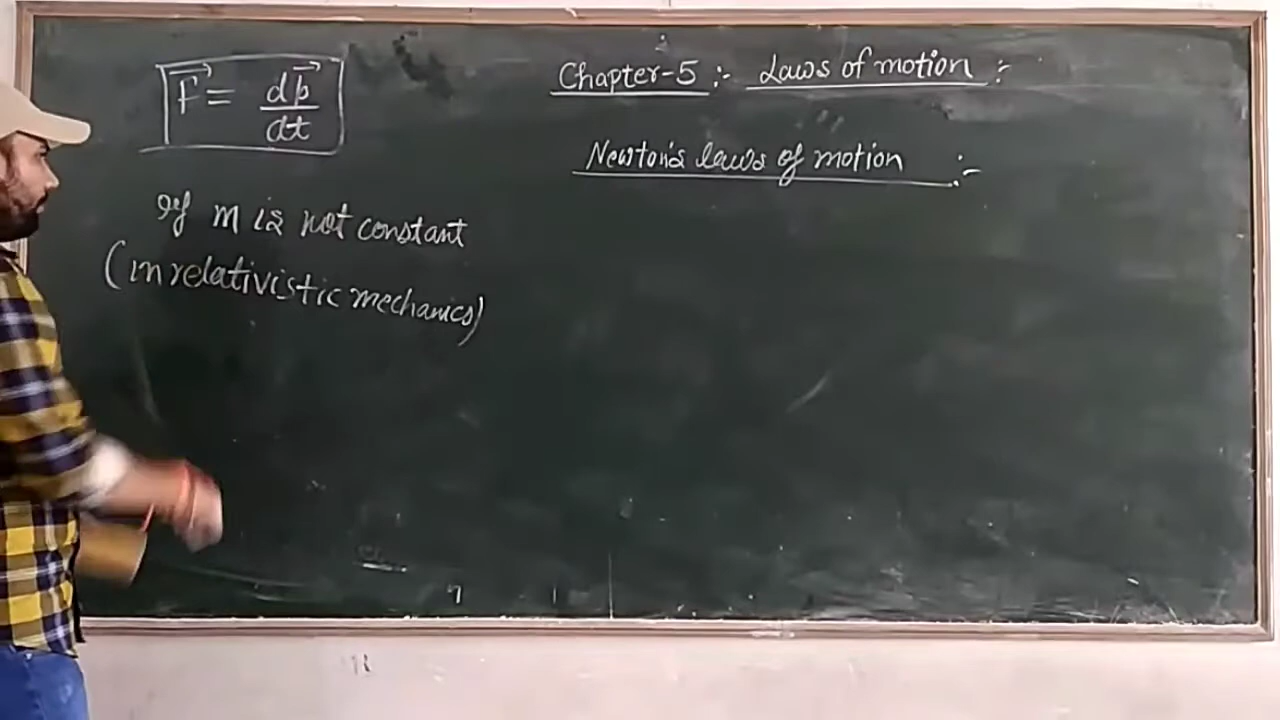 Chapter-5 :- Laws of motion :-
Newton's laws of motion :-
F⃗ = dp⃗/dt
If m is not constant
(in relativistic mechanics)